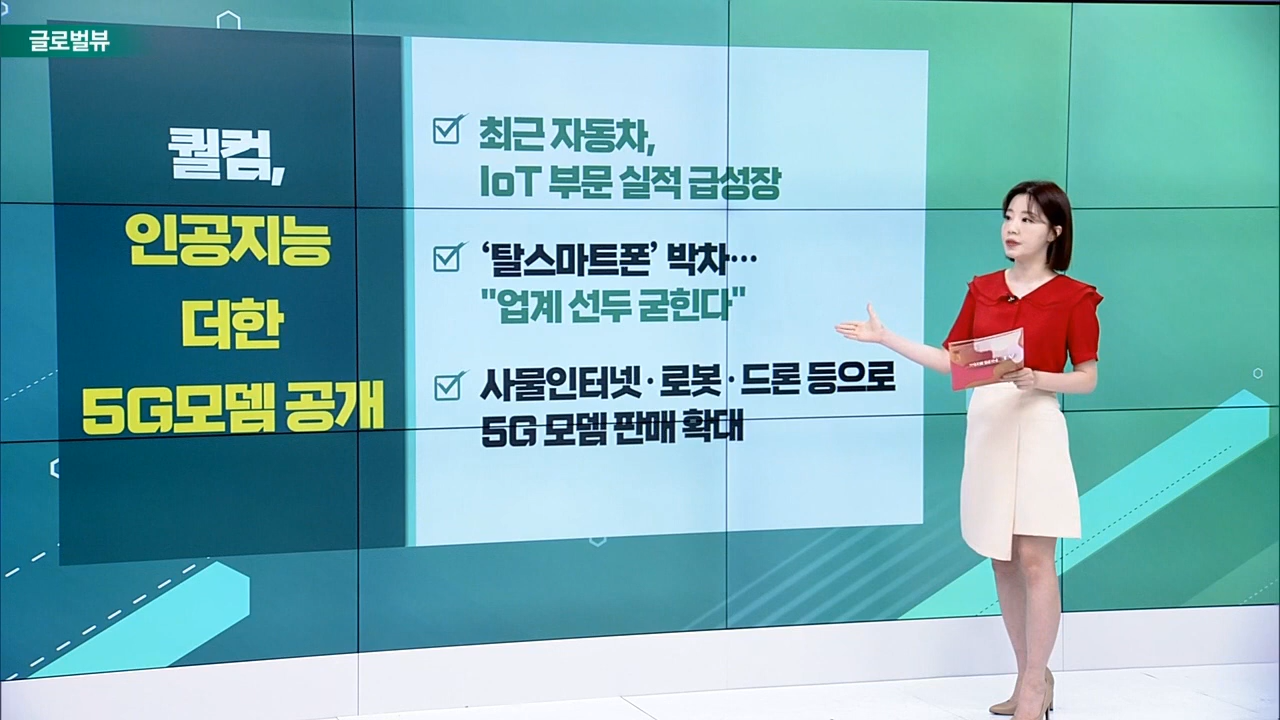 글로벌뷰
퀄컴,
인공지능
더한
5G모뎀 공개
최근 자동차,
IoT 부문 실적 급성장
‘탈스마트폰’ 박차…
"업계 선두 굳힌다"
사물인터넷·로봇·드론 등으로
5G 모뎀 판매 확대